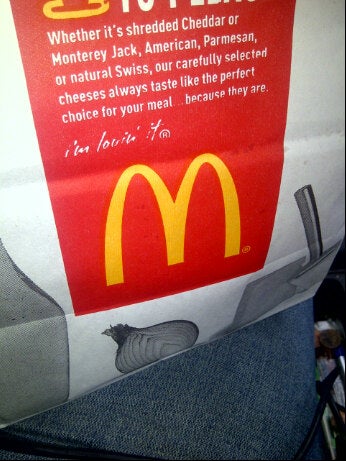 Whether it's shredded Cheddar or
Monterey Jack, American, Parmesan,
or natural Swiss, our carefully selected
cheeses always taste like the perfect
choice for your meal...because they are.
i'm lovin' it®
®